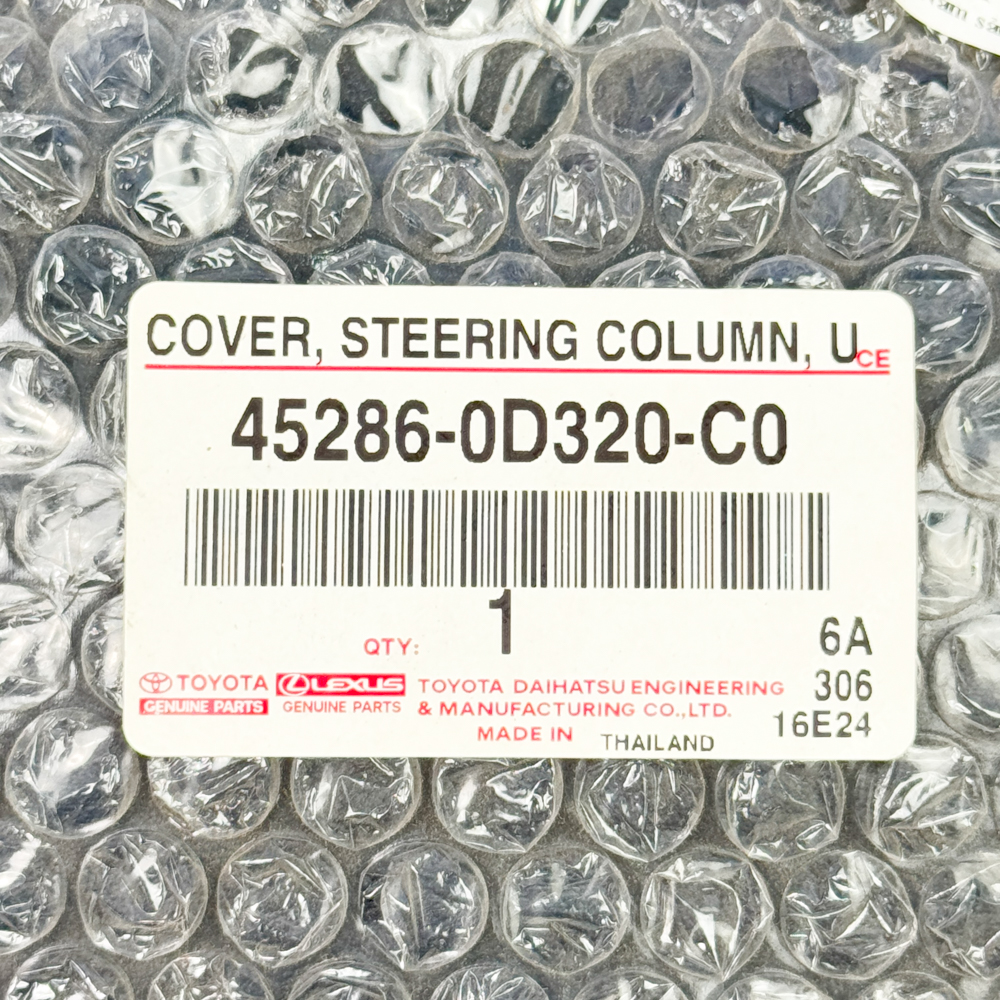 COVER, STEERING COLUMN, U
CE
45286-0D320-C0
1
QTY:
6A
306
16E24
TOYOTA
GENUINE PARTS
LEXUS
GENUINE PARTS
TOYOTA DAIHATSU ENGINEERING
& MANUFACTURING CO.,LTD.
MADE IN THAILAND